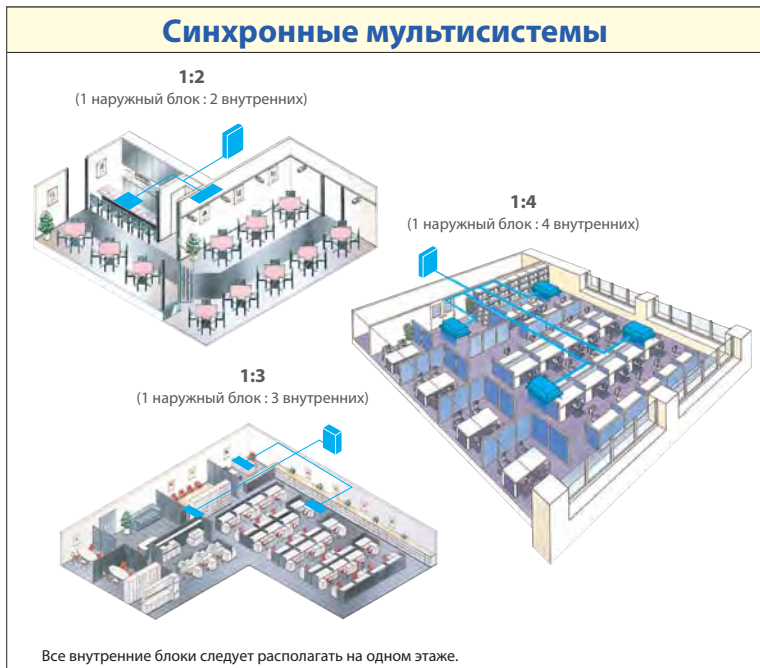 Синхронные мультисистемы
1:2
(1 наружный блок : 2 внутренних)
1:4
(1 наружный блок : 4 внутренних)
1:3
(1 наружный блок : 3 внутренних)
Все внутренние блоки следует располагать на одном этаже.